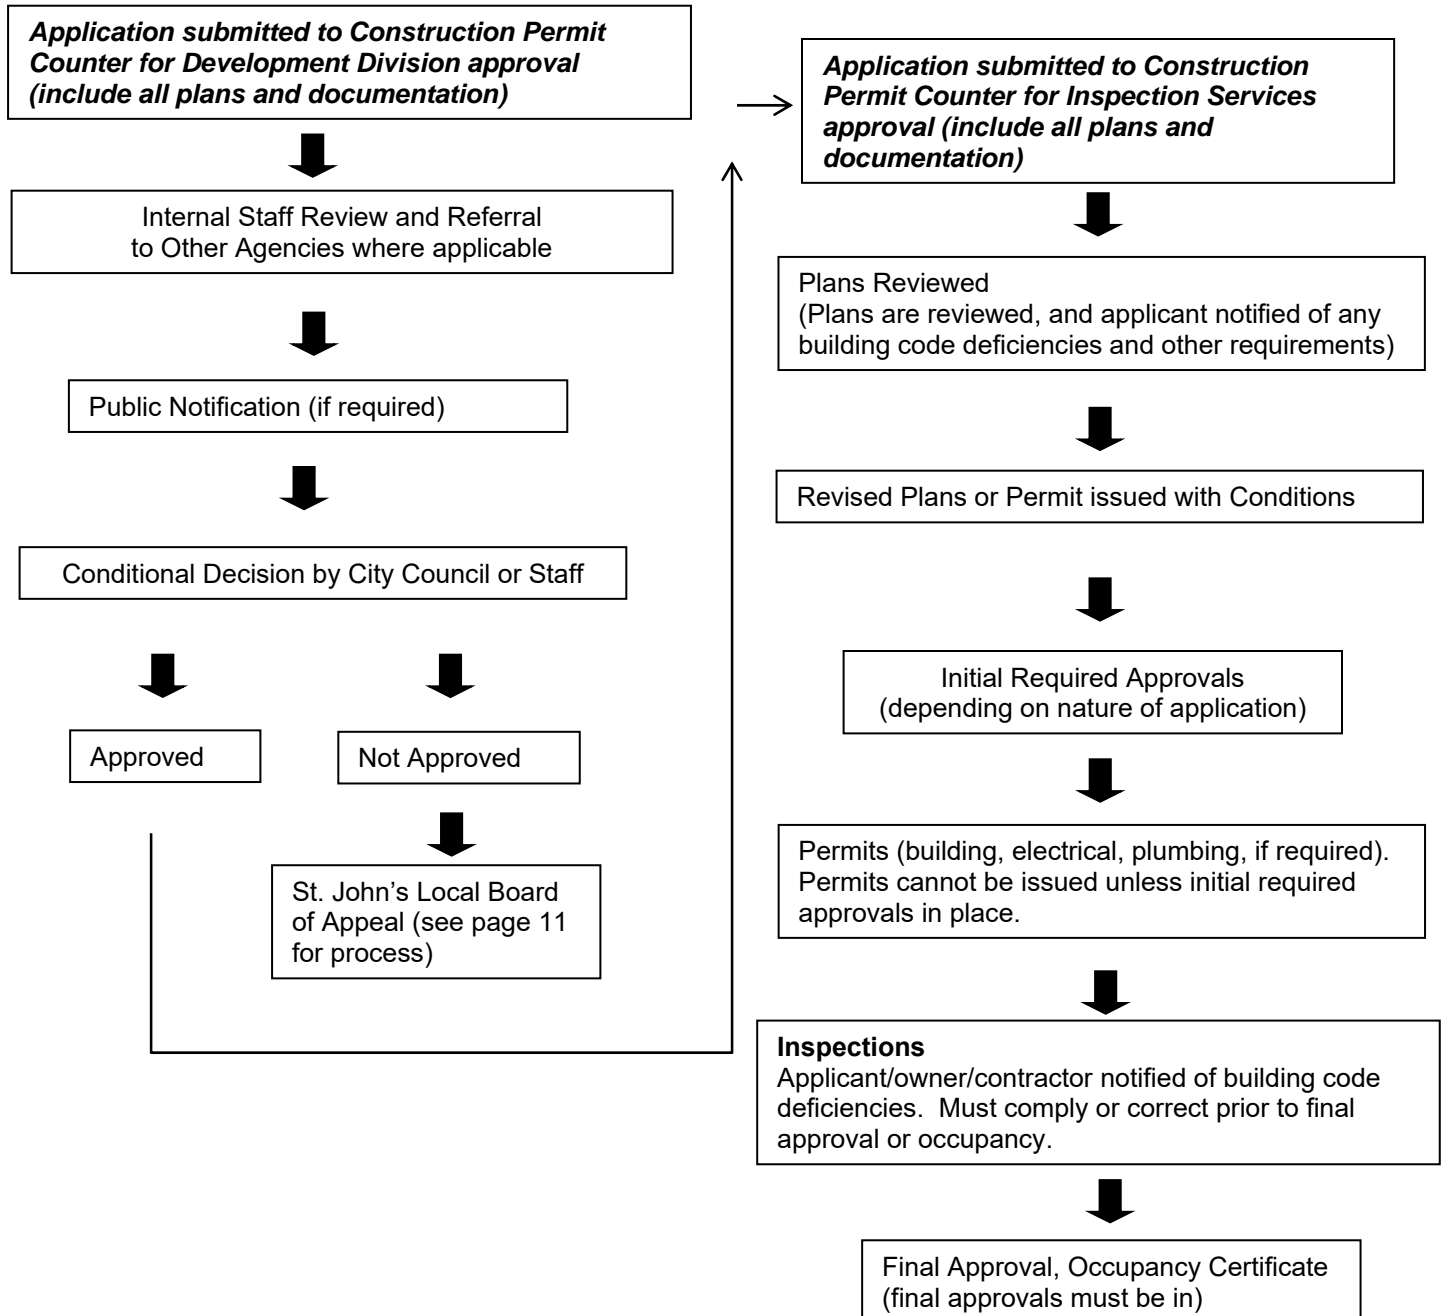 Application submitted to Construction Permit
Counter for Development Division approval
(include all plans and documentation)
Internal Staff Review and Referral
to Other Agencies where applicable
Public Notification (if required)
Conditional Decision by City Council or Staff
Approved
Not Approved
St. John’s Local Board
of Appeal (see page 11
for process)
Application submitted to Construction
Permit Counter for Inspection Services
approval (include all plans and
documentation)
Plans Reviewed
(Plans are reviewed, and applicant notified of any
building code deficiencies and other requirements)
Revised Plans or Permit issued with Conditions
Initial Required Approvals
(depending on nature of application)
Permits (building, electrical, plumbing, if required).
Permits cannot be issued unless initial required
approvals in place.
Inspections
Applicant/owner/contractor notified of building code
deficiencies.  Must comply or correct prior to final
approval or occupancy.
Final Approval, Occupancy Certificate
(final approvals must be in)